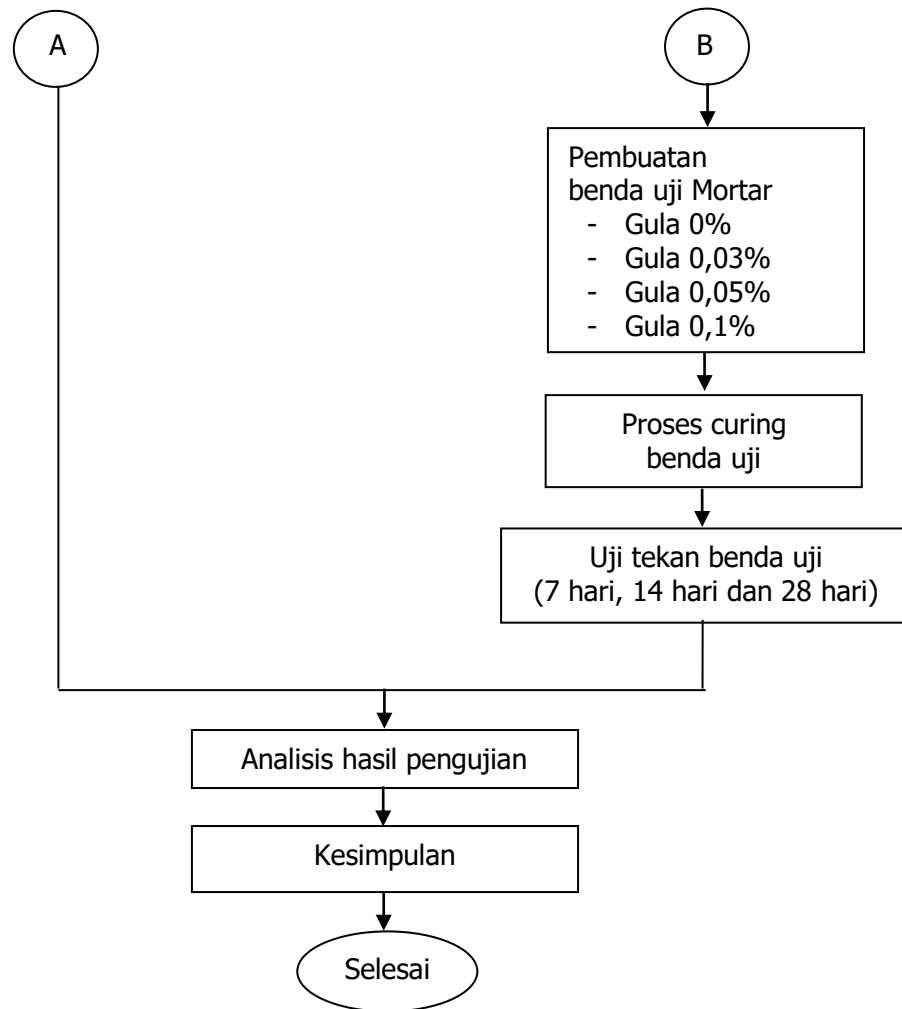 A
B
Pembuatan
benda uji Mortar
- Gula 0%
- Gula 0,03%
- Gula 0,05%
- Gula 0,1%
Proses curing
benda uji
Uji tekan benda uji
(7 hari, 14 hari dan 28 hari)
Analisis hasil pengujian
Kesimpulan
Selesai